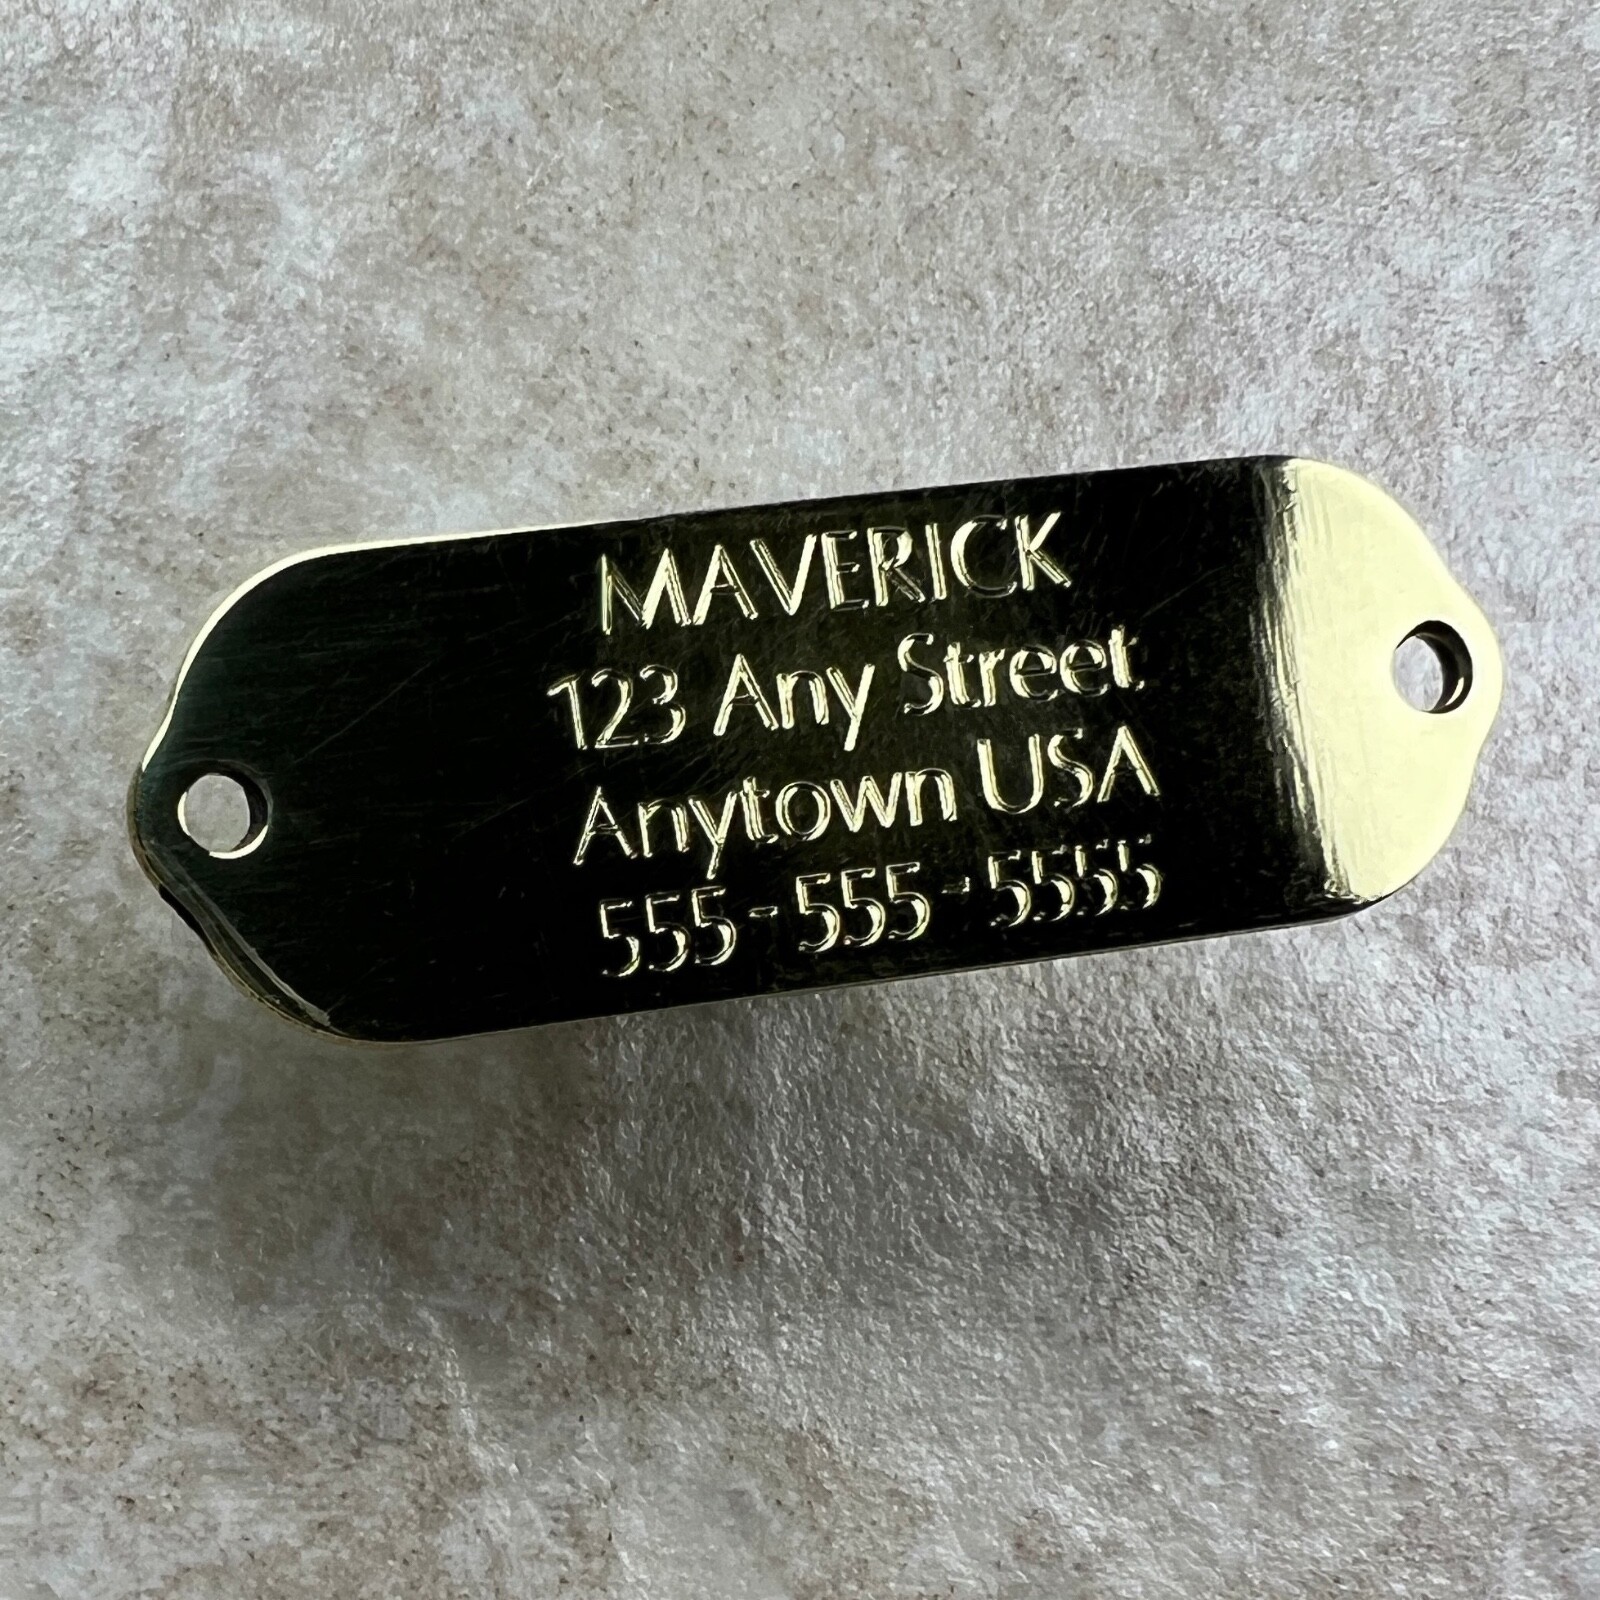 MAVERICK
123 Any Street
Anytown USA
555-555-5555